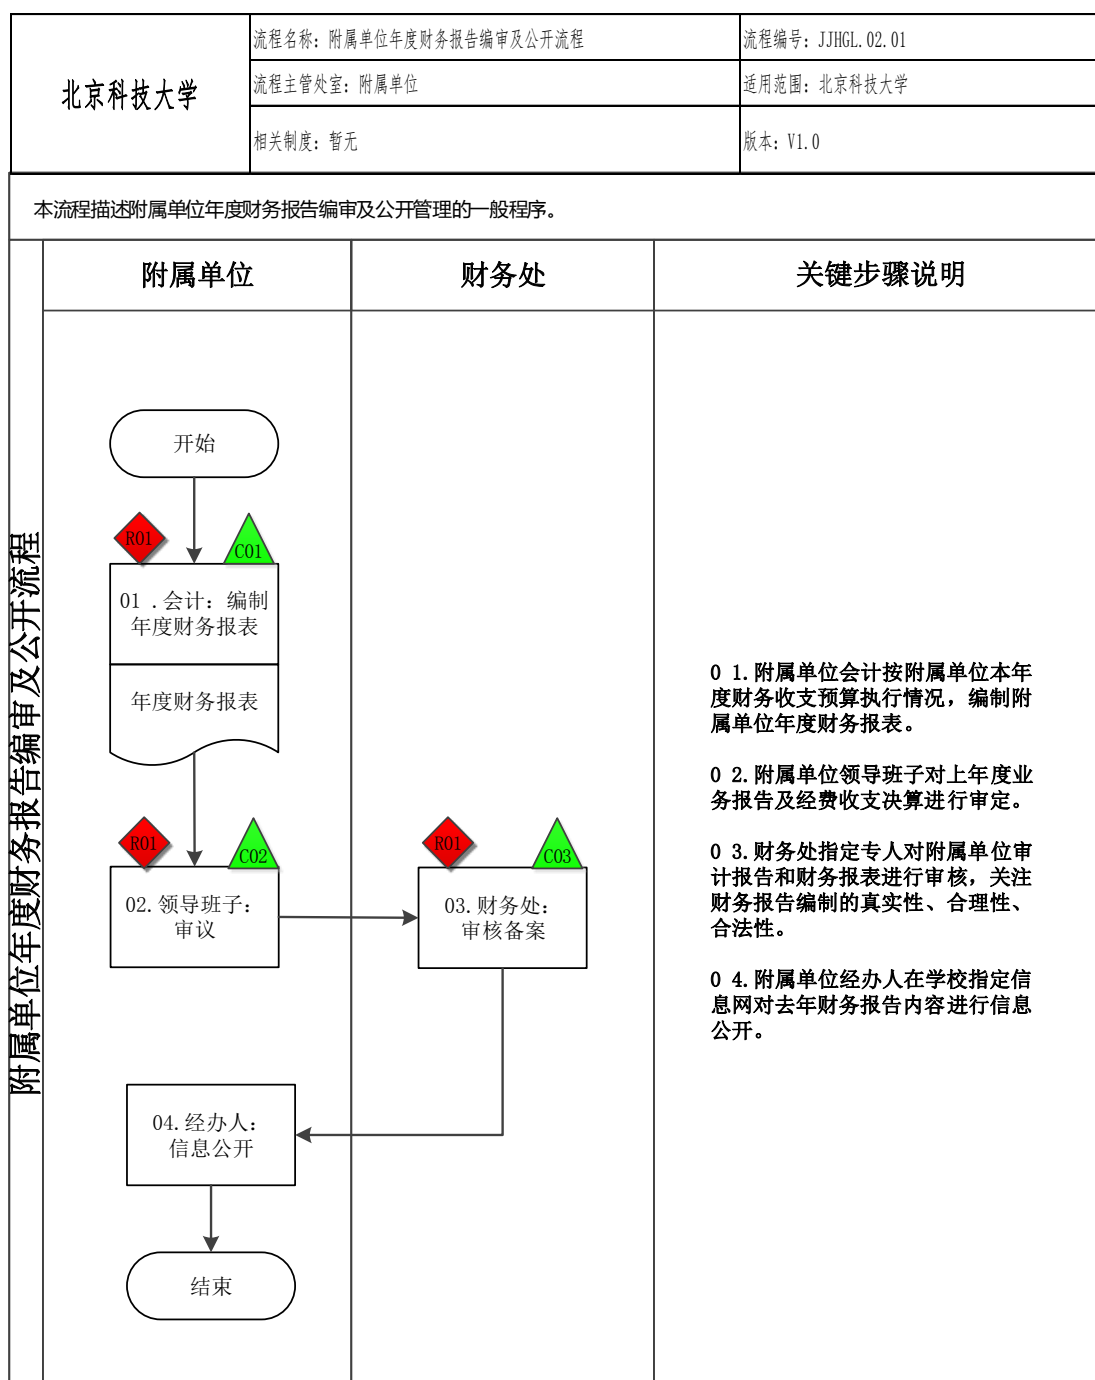 北京科技大学
流程名称：附属单位年度财务报告编审及公开流程
流程编号：JJHGL.02.01
流程主管处室：附属单位
适用范围：北京科技大学
相关制度：暂无
版本：V1.0
本流程描述附属单位年度财务报告编审及公开管理的一般程序。
附属单位年度财务报告编审及公开流程
附属单位
财务处
关键步骤说明
开始
R01
C01
01 .会计：编制
年度财务报表
年度财务报表
R01
C02
02.领导班子：
审议
R01
C03
03.财务处：
审核备案
04.经办人：
信息公开
结束
0 1.附属单位会计按附属单位本年
度财务收支预算执行情况，编制附
属单位年度财务报表。
0 2.附属单位领导班子对上年度业
务报告及经费收支决算进行审定。
0 3.财务处指定专人对附属单位审
计报告和财务报表进行审核，关注
财务报告编制的真实性、合理性、
合法性。
0 4.附属单位经办人在学校指定信
息网对去年财务报告内容进行信息
公开。